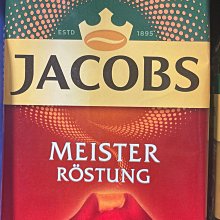 ESTD 1895
JACOBS
MEISTER
RÖSTUNG